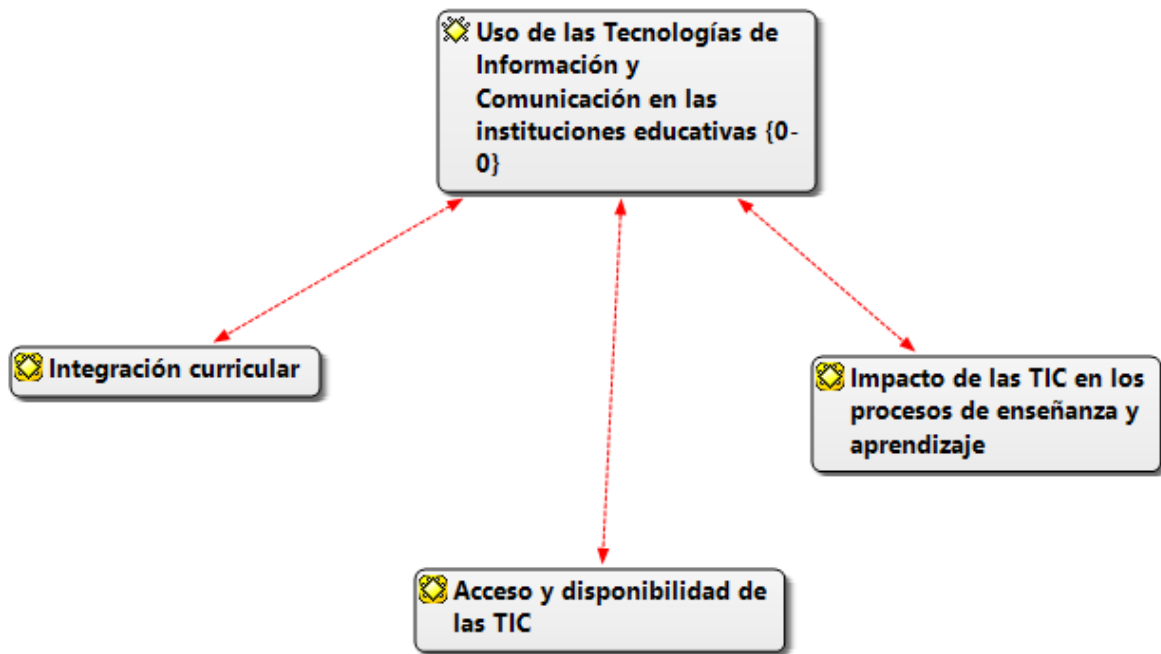 Uso de las Tecnologías de
Información y
Comunicación en las
instituciones educativas {0-
0}
Integración curricular
Impacto de las TIC en los
procesos de enseñanza y
aprendizaje
Acceso y disponibilidad de
las TIC